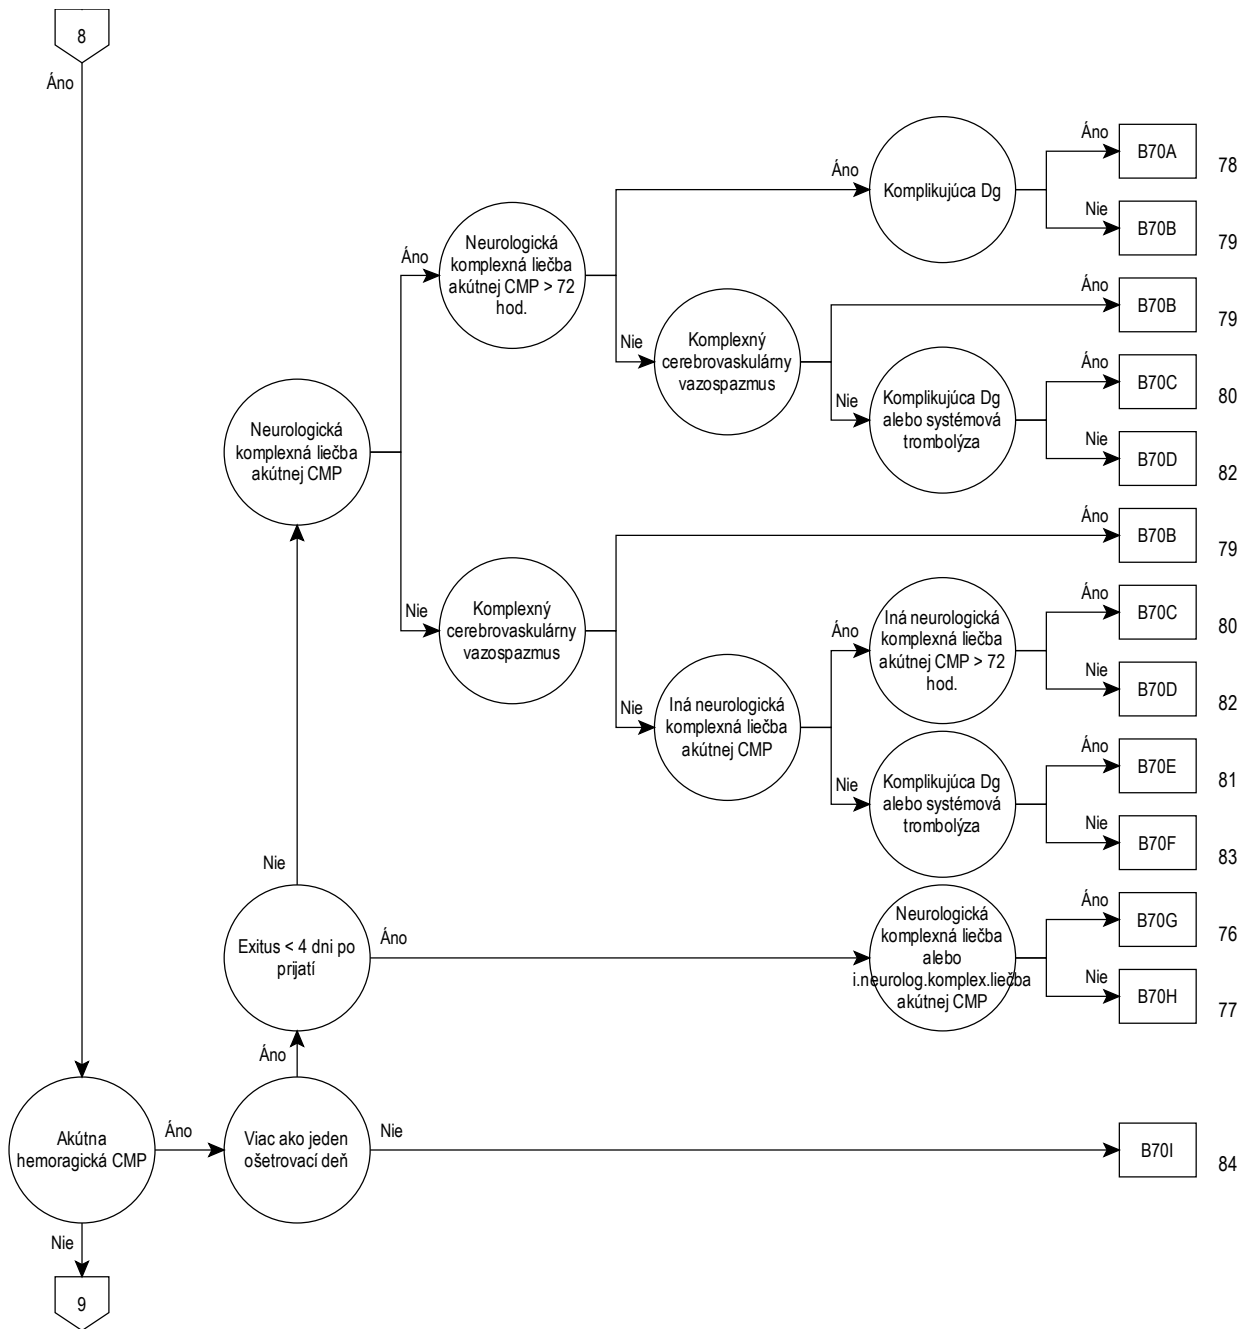 8
Áno
Komplikujúca Dg
Áno
Áno
B70A
78
Nie
B70B
79
Neurologická
komplexná liečba
akútnej CMP > 72
hod.
Áno
Áno
B70B
79
Nie
Komplexný
cerebrovaskulárny
vazospazmus
Nie
Komplikujúca Dg
alebo systémová
trombolýza
Áno
B70C
80
Nie
B70D
82
Neurologická
komplexná liečba
akútnej CMP
Áno
B70B
79
Nie
Komplexný
cerebrovaskulárny
vazospazmus
Áno
Iná neurologická
komplexná liečba
akútnej CMP > 72
hod.
Áno
B70C
80
Nie
B70D
82
Nie
Iná neurologická
komplexná liečba
akútnej CMP
Nie
Komplikujúca Dg
alebo systémová
trombolýza
Áno
B70E
81
Nie
B70F
83
Nie
Exitus < 4 dni po
prijatí
Áno
Neurologická
komplexná liečba
alebo
i.neurolog.komplex.liečba
akútnej CMP
Áno
B70G
76
Nie
B70H
77
Áno
Akútna
hemoragická CMP
Áno
Viac ako jeden
ošetrovací deň
Nie
B70I
84
Nie
9